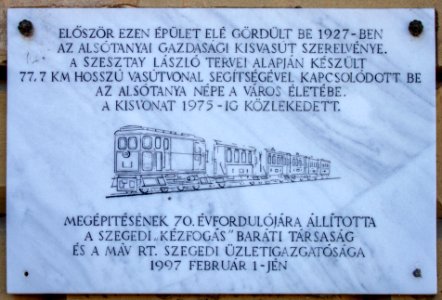 ELŐSZÖR EZEN ÉPÜLET ELÉ GÖRDÜLT BE 1927-BEN
AZ ALSÓTANYAI GAZDASÁGI KISVASÚT SZERELVÉNYE.
A SZESZTAY LÁSZLÓ TERVEI ALAPJÁN KÉSZÜLT
77.7 KM HOSSZÚ VASÚTVONAL SEGÍTSÉGÉVEL KAPCSOLÓDOTT BE
AZ ALSÓTANYA NÉPE A VÁROS ÉLETÉBE.
A KISVONAT 1975-IG KÖZLEKEDETT.
MEGÉPÍTÉSÉNEK 70. ÉVFORDULÓJÁRA ÁLLÍTOTTA
A SZEGEDI „KÉZFOGÁS" BARÁTI TÁRSASÁG
ÉS A MÁV RT. SZEGEDI ÜZLETIGAZGATÓSÁGA
1997 FEBRUÁR 1-JÉN